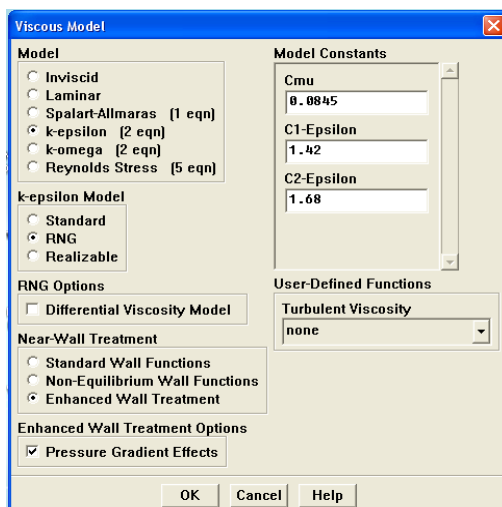 Viscous Model
Model
Inviscid
Laminar
Spalart-Allmaras (1 eqn)
k-epsilon (2 eqn)
k-omega (2 eqn)
Reynolds Stress (5 eqn)
k-epsilon Model
Standard
RNG
Realizable
RNG Options
Differential Viscosity Model
Near-Wall Treatment
Standard Wall Functions
Non-Equilibrium Wall Functions
Enhanced Wall Treatment
Enhanced Wall Treatment Options
Pressure Gradient Effects
Model Constants
Cmu
0.0845
C1-Epsilon
1.42
C2-Epsilon
1.68
User-Defined Functions
Turbulent Viscosity
none
OK Cancel Help